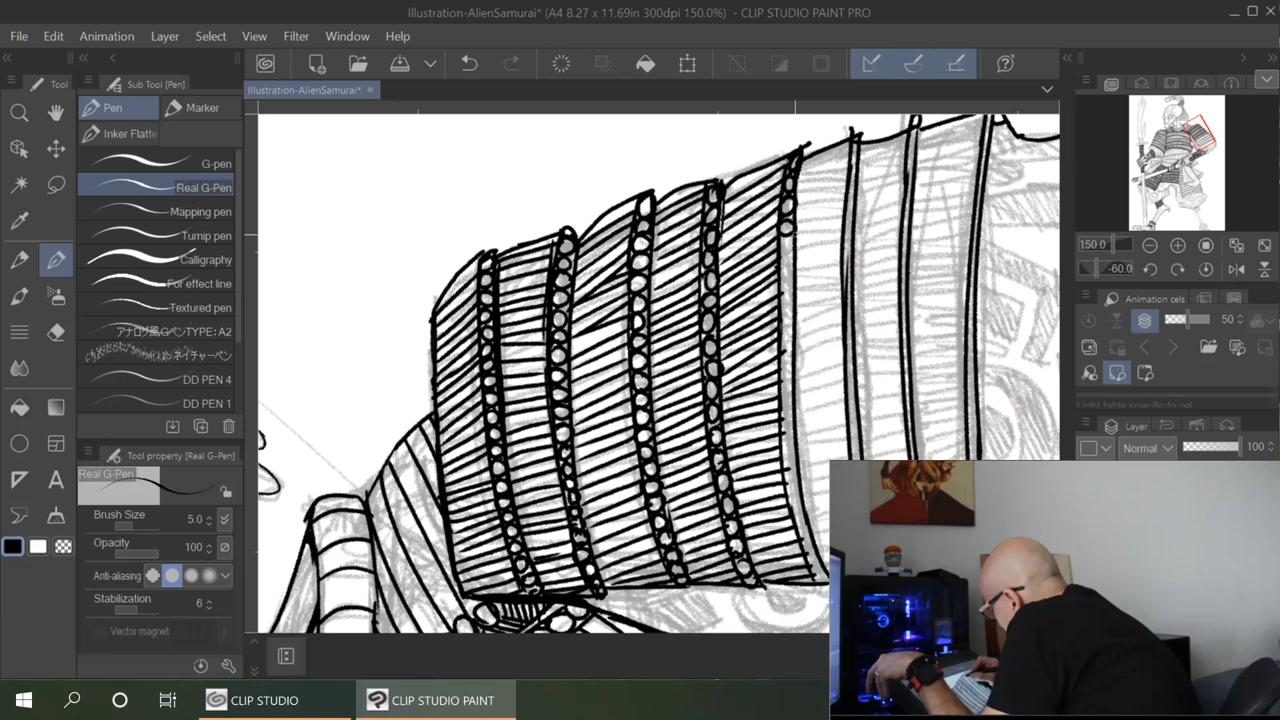 Illustration-AlienSamurai* (A4 8.27 x 11.69in 300dpi 150.0%) - CLIP STUDIO PAINT PRO
File Edit Animation Layer Select View Filter Window Help
Tool
Sub Tool [Pen]
Illustration-AlienSamurai*
Pen
Marker
Inker Flatte
G-pen
Real G-Pen
Mapping pen
Turnip pen
Calligraphy
For effect line
Textured pen
アナログ風GペンTYPE:A2
DD PEN 4
DD PEN 1
Tool property [Real G-Pen]
Real G-Pen
Brush Size 5.0
Opacity 100
Anti-aliasing
Stabilization 6
Vector magnet
150.0
-60.0
Animation cels
50
Layer
Normal 100
CLIP STUDIO
CLIP STUDIO PAINT